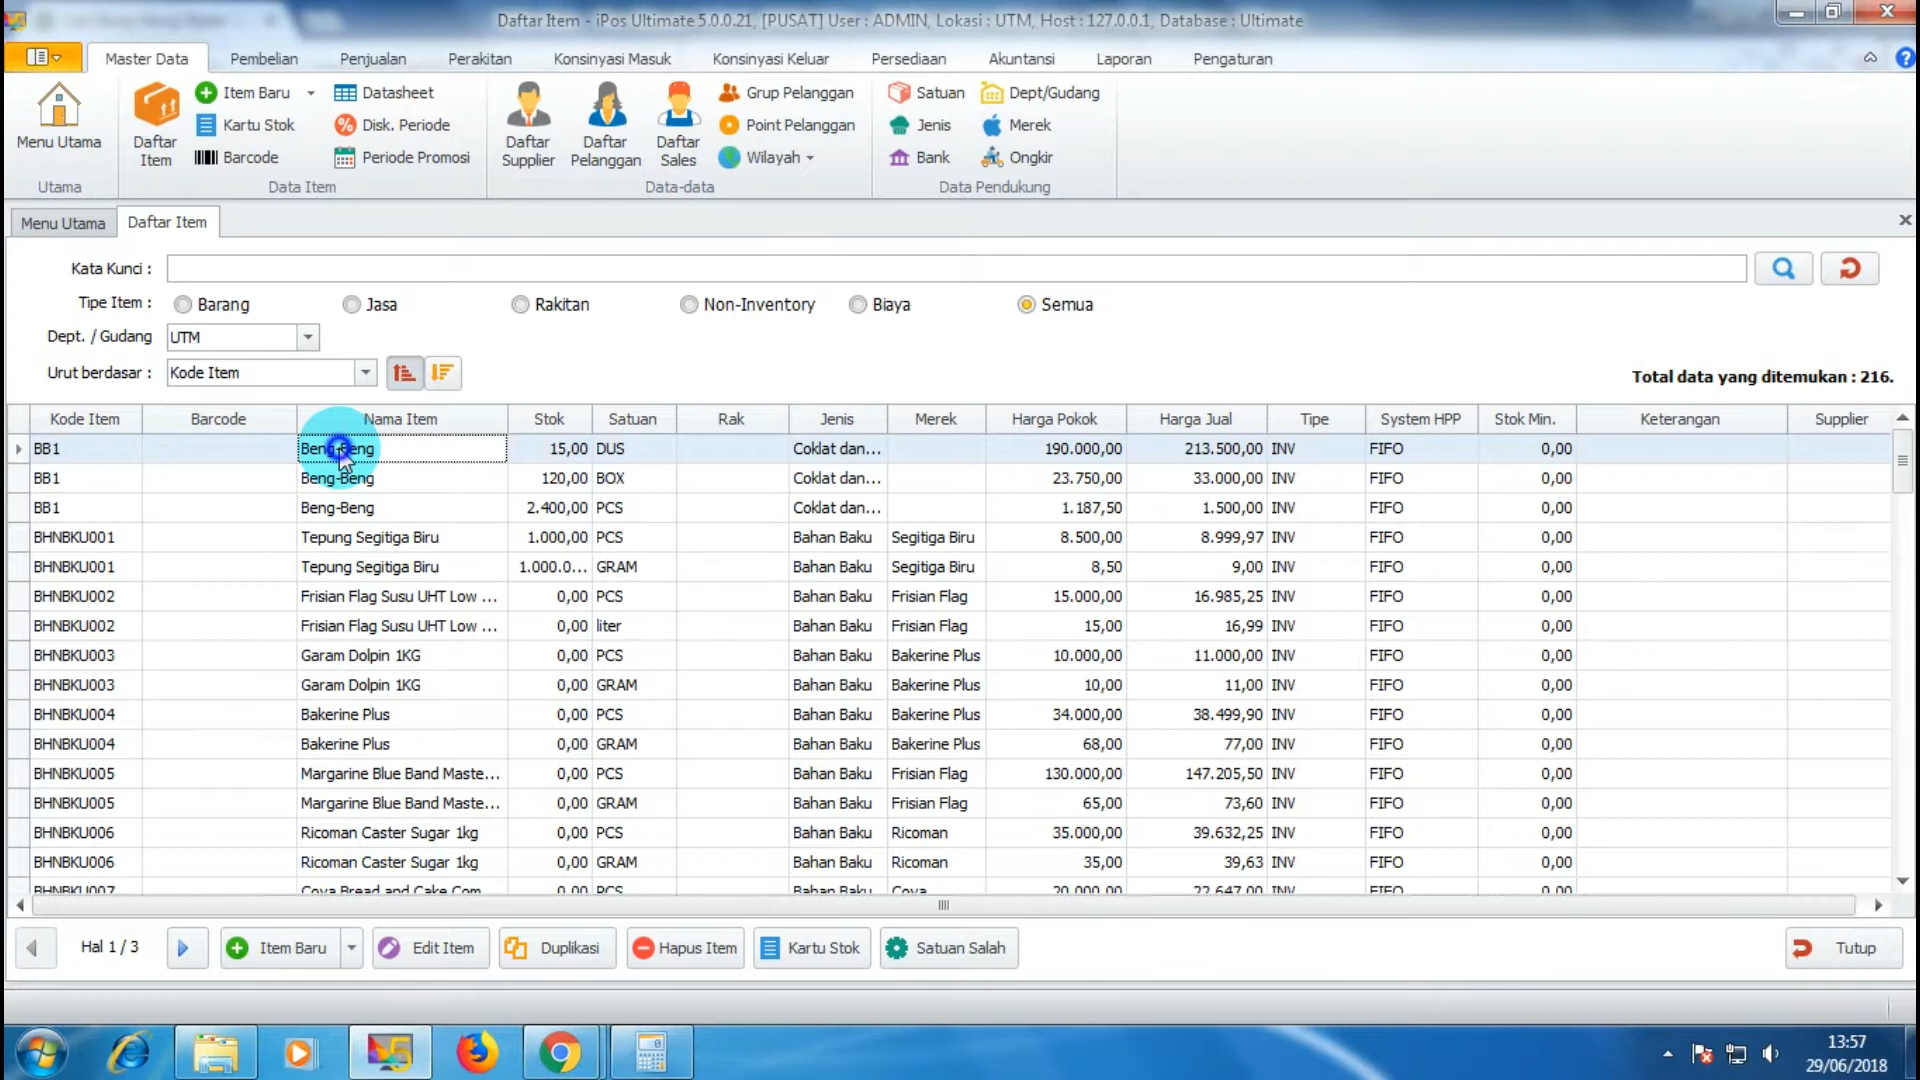 Daftar Item - iPos Ultimate 5.0.0.21, [PUSAT] User : ADMIN, Lokasi : UTM, Host : 127.0.0.1, Database : Ultimate
Master Data Pembelian Penjualan Perakitan Konsinyasi Masuk Konsinyasi Keluar Persediaan Akuntansi Laporan Pengaturan
Menu Utama
Utama
Daftar Item
Item Baru
Kartu Stok
Barcode
Datasheet
Disk. Periode
Periode Promosi
Data Item
Daftar Supplier
Daftar Pelanggan
Daftar Sales
Grup Pelanggan
Point Pelanggan
Wilayah
Data-data
Satuan
Jenis
Bank
Dept/Gudang
Merek
Ongkir
Data Pendukung
Menu Utama Daftar Item
Kata Kunci :
Tipe Item : Barang Jasa Rakitan Non-Inventory Biaya Semua
Dept. / Gudang UTM
Urut berdasar : Kode Item
Total data yang ditemukan : 216.
Kode Item Barcode Nama Item Stok Satuan Rak Jenis Merek Harga Pokok Harga Jual Tipe System HPP Stok Min. Keterangan Supplier
BB1 Beng-Beng 15,00 DUS Coklat dan... 190.000,00 213.500,00 INV FIFO 0,00
BB1 Beng-Beng 120,00 BOX Coklat dan... 23.750,00 33.000,00 INV FIFO 0,00
BB1 Beng-Beng 2.400,00 PCS Coklat dan... 1.187,50 1.500,00 INV FIFO 0,00
BHNBKU001 Tepung Segitiga Biru 1.000,00 PCS Bahan Baku Segitiga Biru 8.500,00 8.999,97 INV FIFO 0,00
BHNBKU001 Tepung Segitiga Biru 1.000.0... GRAM Bahan Baku Segitiga Biru 8,50 9,00 INV FIFO 0,00
BHNBKU002 Frisian Flag Susu UHT Low ... 0,00 PCS Bahan Baku Frisian Flag 15.000,00 16.985,25 INV FIFO 0,00
BHNBKU002 Frisian Flag Susu UHT Low ... 0,00 liter Bahan Baku Frisian Flag 15,00 16,99 INV FIFO 0,00
BHNBKU003 Garam Dolpin 1KG 0,00 PCS Bahan Baku Bakerine Plus 10.000,00 11.000,00 INV FIFO 0,00
BHNBKU003 Garam Dolpin 1KG 0,00 GRAM Bahan Baku Bakerine Plus 10,00 11,00 INV FIFO 0,00
BHNBKU004 Bakerine Plus 0,00 PCS Bahan Baku Bakerine Plus 34.000,00 38.499,90 INV FIFO 0,00
BHNBKU004 Bakerine Plus 0,00 GRAM Bahan Baku Bakerine Plus 68,00 77,00 INV FIFO 0,00
BHNBKU005 Margarine Blue Band Maste... 0,00 PCS Bahan Baku Frisian Flag 130.000,00 147.205,50 INV FIFO 0,00
BHNBKU005 Margarine Blue Band Maste... 0,00 GRAM Bahan Baku Frisian Flag 65,00 73,60 INV FIFO 0,00
BHNBKU006 Ricoman Caster Sugar 1kg 0,00 PCS Bahan Baku Ricoman 35.000,00 39.632,25 INV FIFO 0,00
BHNBKU006 Ricoman Caster Sugar 1kg 0,00 GRAM Bahan Baku Ricoman 35,00 39,63 INV FIFO 0,00
BHNBKU007 Bread and Cake 0,00 PCS Bahan Baku 20.000,00 22.647,00 INV FIFO 0,00
Hal 1 / 3 Item Baru Edit Item Duplikasi Hapus Item Kartu Stok Satuan Salah Tutup
13:57
29/06/2018